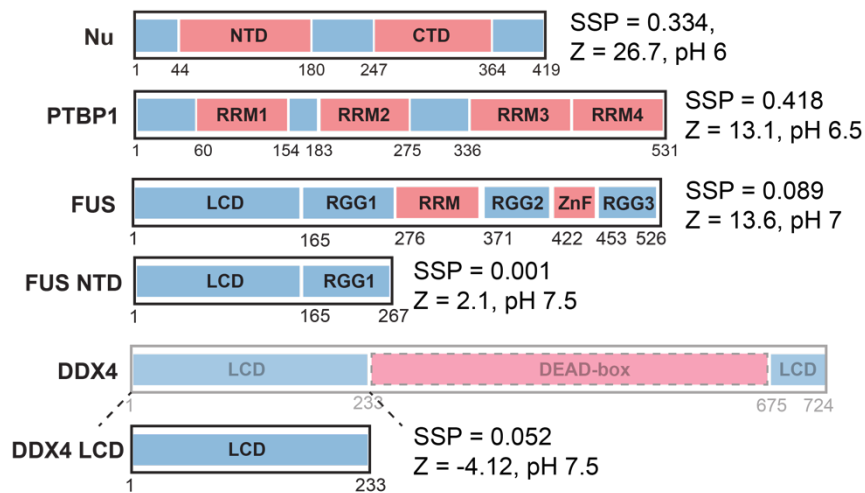 Nu NTD CTD SSP = 0.334,
Z = 26.7, pH 6
1 44 180 247 364 419
PTBP1 RRM1 RRM2 RRM3 RRM4 SSP = 0.418
Z = 13.1, pH 6.5
1 60 154 183 275 336 531
FUS LCD RGG1 RRM RGG2 ZnF RGG3 SSP = 0.089
Z = 13.6, pH 7
1 165 276 371 422 453 526
FUS NTD LCD RGG1 SSP = 0.001
Z = 2.1, pH 7.5
1 165 267
DDX4 LCD DEAD-box LCD
1 233 675 724
DDX4 LCD LCD SSP = 0.052
Z = -4.12, pH 7.5
1 233